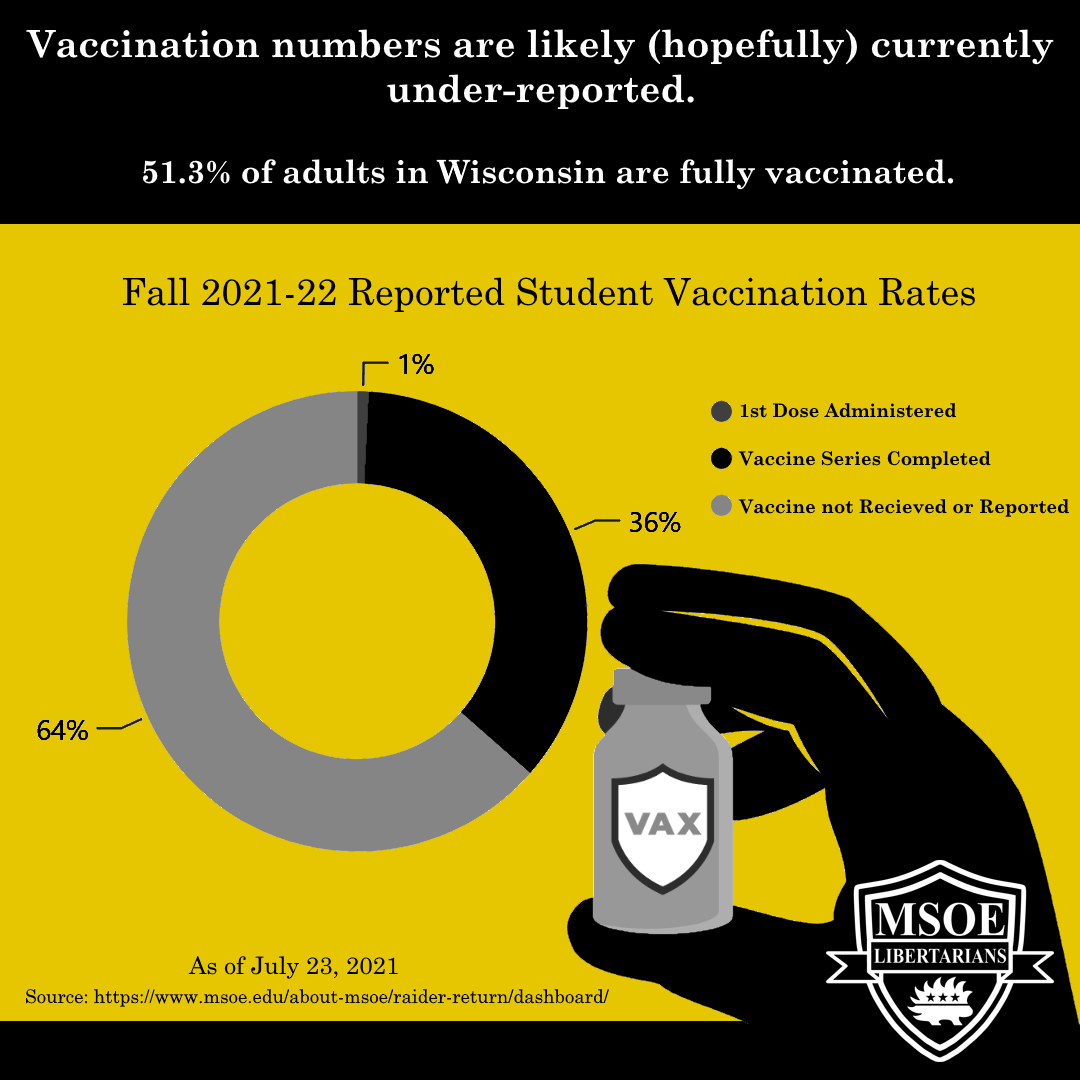 Vaccination numbers are likely (hopefully) currently
under-reported.
51.3% of adults in Wisconsin are fully vaccinated.
Fall 2021-22 Reported Student Vaccination Rates
1%
1st Dose Administered
Vaccine Series Completed
Vaccine not Recieved or Reported
36%
64%
VAX
MSOE
LIBERTARIANS
As of July 23, 2021
Source: https://www.msoe.edu/about-msoe/raider-return/dashboard/